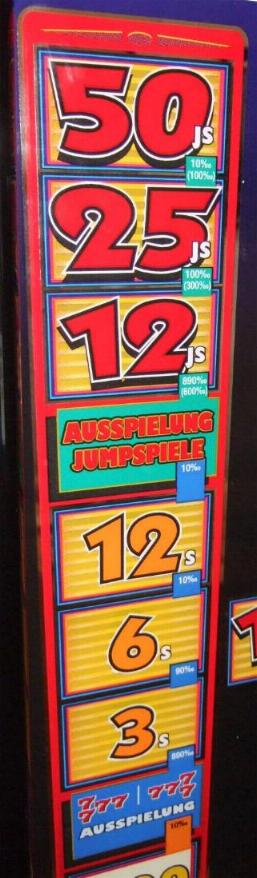 50 JS
10‰
(100‰)
25 JS
100‰
(300‰)
12 JS
890‰
(600‰)
AUSSPIELUNG
JUMPSPIELE
10‰
12 S
10‰
6 S
90‰
3 S
800‰
777 | 777
AUSSPIELUNG
10‰